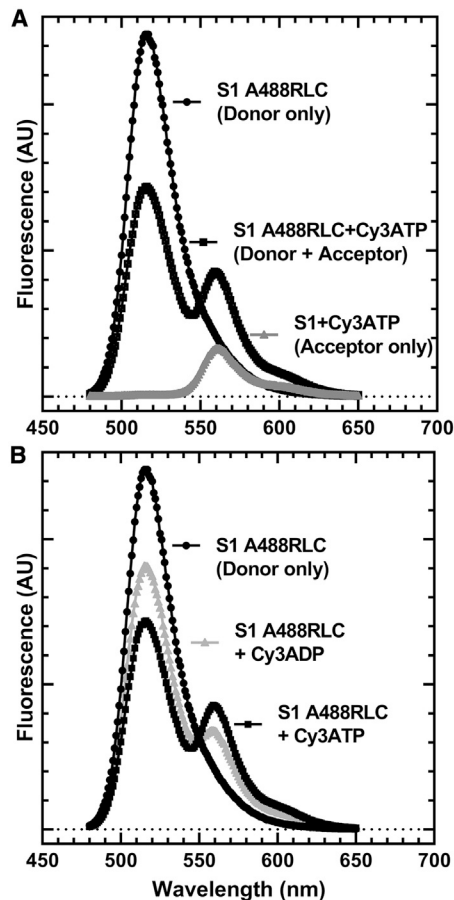 A
S1 A488RLC
(Donor only)
S1 A488RLC+Cy3ATP
(Donor + Acceptor)
S1+Cy3ATP
(Acceptor only)
Fluorescence (AU)
450 500 550 600 650 700
B
S1 A488RLC
(Donor only)
S1 A488RLC
+ Cy3ADP
S1 A488RLC
+ Cy3ATP
Fluorescence (AU)
450 500 550 600 650 700
Wavelength (nm)